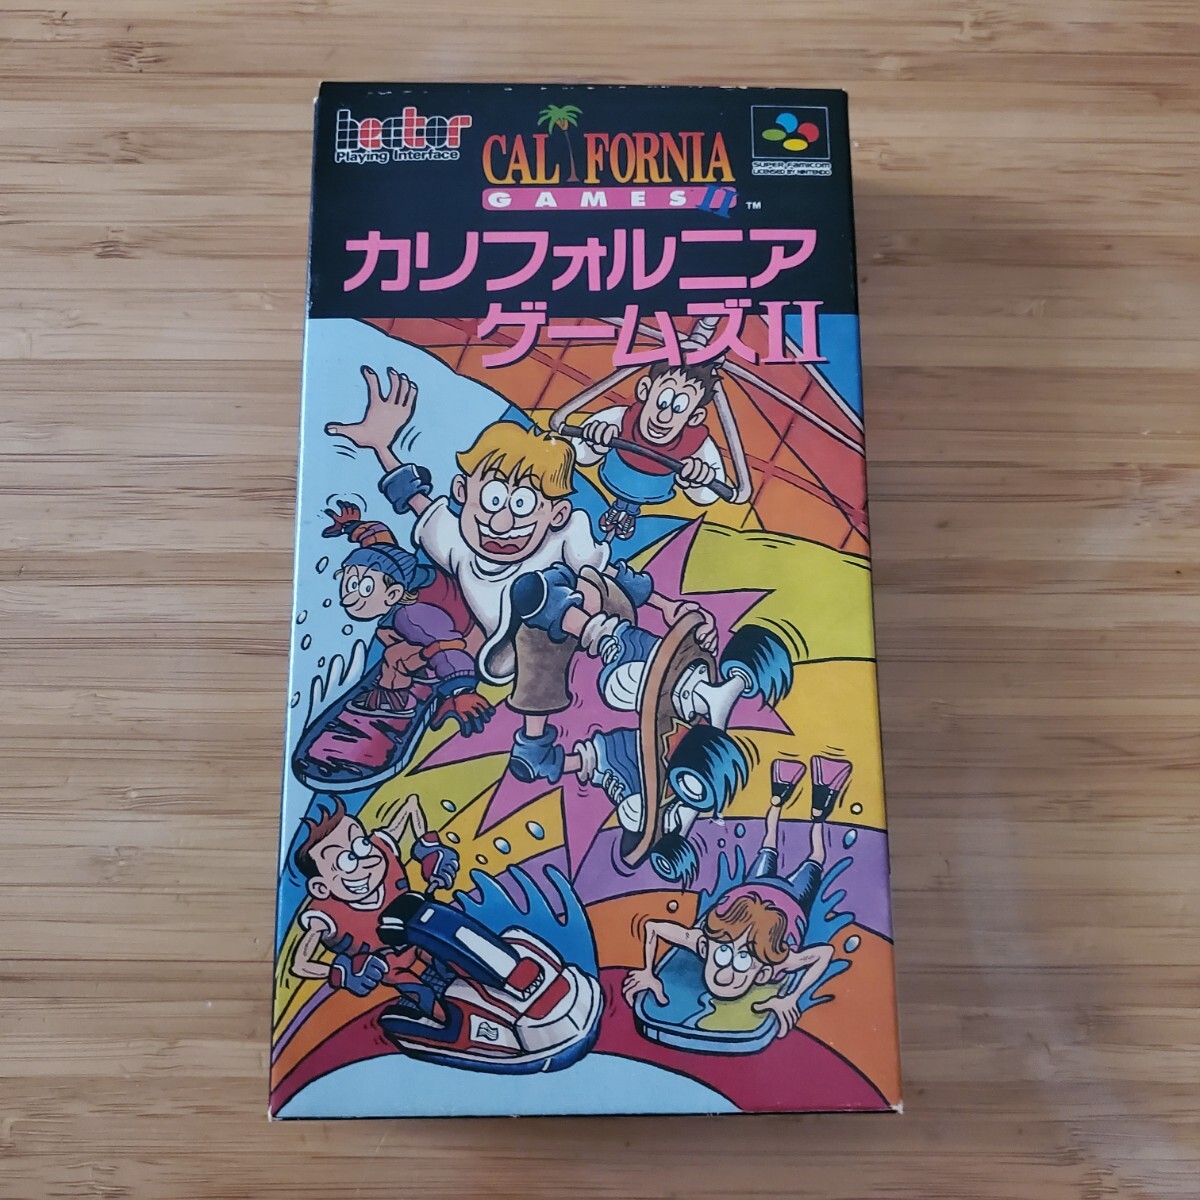 hector
Playing Interface
CALIFORNIA
GAMES II ™
SUPER FAMICOM
LICENSED BY NINTENDO
カリフォルニア
ゲームズII